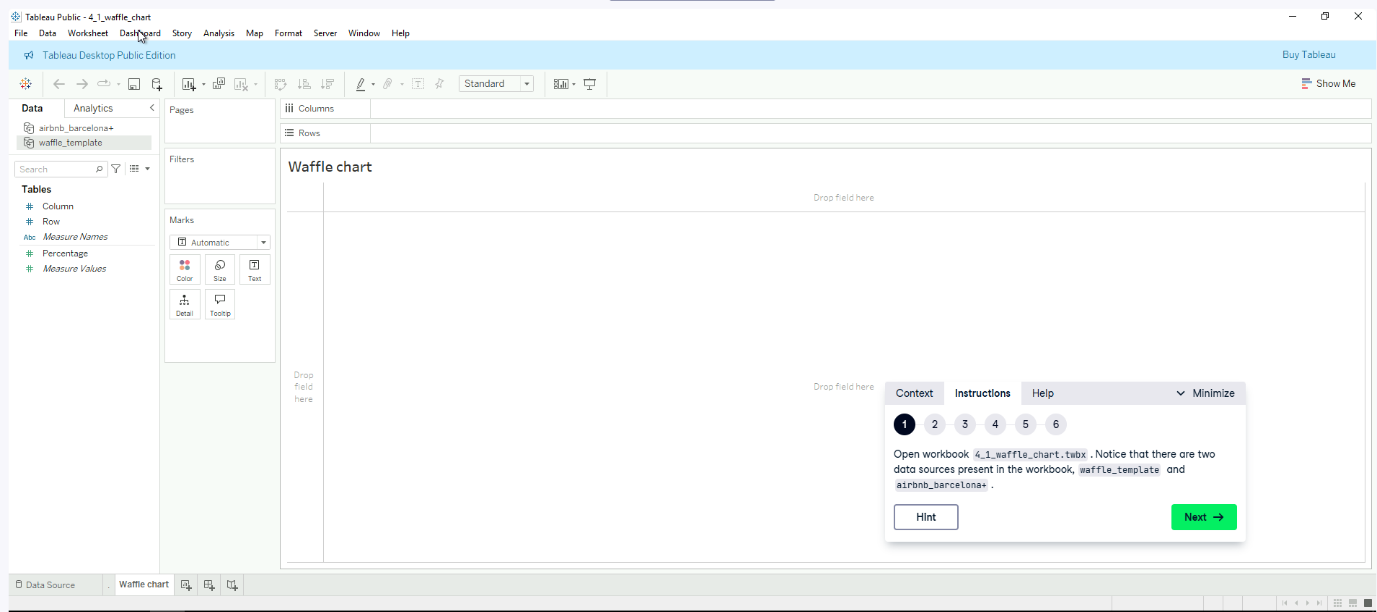 Tableau Public - 4_1_waffle_chart
File Data Worksheet Dashboard Story Analysis Map Format Server Window Help
Tableau Desktop Public Edition Buy Tableau
Standard Show Me
Data Analytics
airbnb_barcelona+
waffle_template
Search
Tables
Column
Row
Abc Measure Names
Percentage
Measure Values
Pages
Filters
Marks
Automatic
Color Size Text
Detail Tooltip
Columns
Rows
Waffle chart
Drop field here
Drop
field
here
Drop field here
Context Instructions Help Minimize
1 2 3 4 5 6
Open workbook 4_1_waffle_chart.twbx . Notice that there are two
data sources present in the workbook, waffle_template and
airbnb_barcelona+ .
Hint Next
Data Source Waffle chart